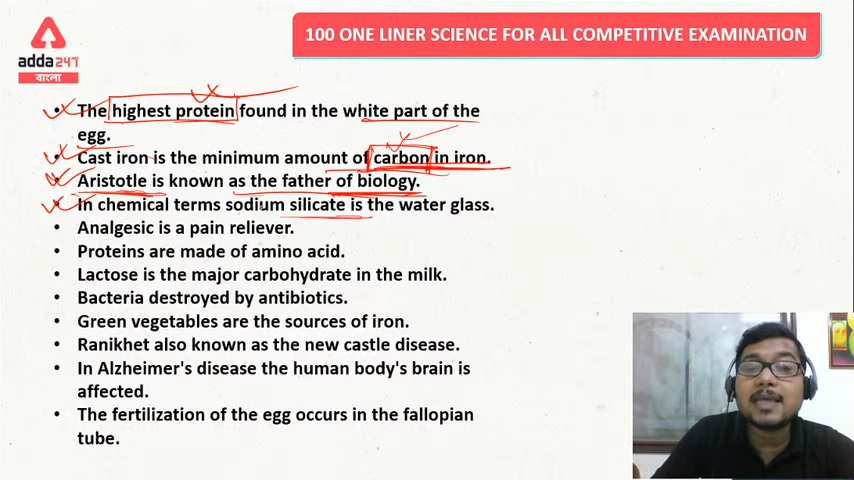 adda247
বাংলা
100 ONE LINER SCIENCE FOR ALL COMPETITIVE EXAMINATION
• The highest protein found in the white part of the
egg.
• Cast iron is the minimum amount of carbon in iron.
• Aristotle is known as the father of biology.
• In chemical terms sodium silicate is the water glass.
• Analgesic is a pain reliever.
• Proteins are made of amino acid.
• Lactose is the major carbohydrate in the milk.
• Bacteria destroyed by antibiotics.
• Green vegetables are the sources of iron.
• Ranikhet also known as the new castle disease.
• In Alzheimer's disease the human body's brain is
affected.
• The fertilization of the egg occurs in the fallopian
tube.